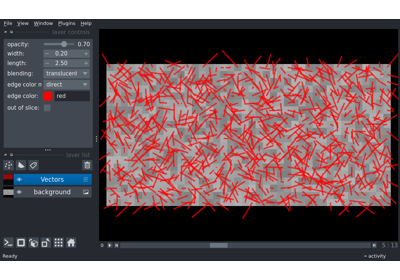 File View Window Plugins Help
layer controls
opacity: 0.70
width: 0.20
length: 2.50
blending: translucent
edge color m direct
edge color: red
out of slice:
layer list
Vectors
background
0 5 13
Ready activity